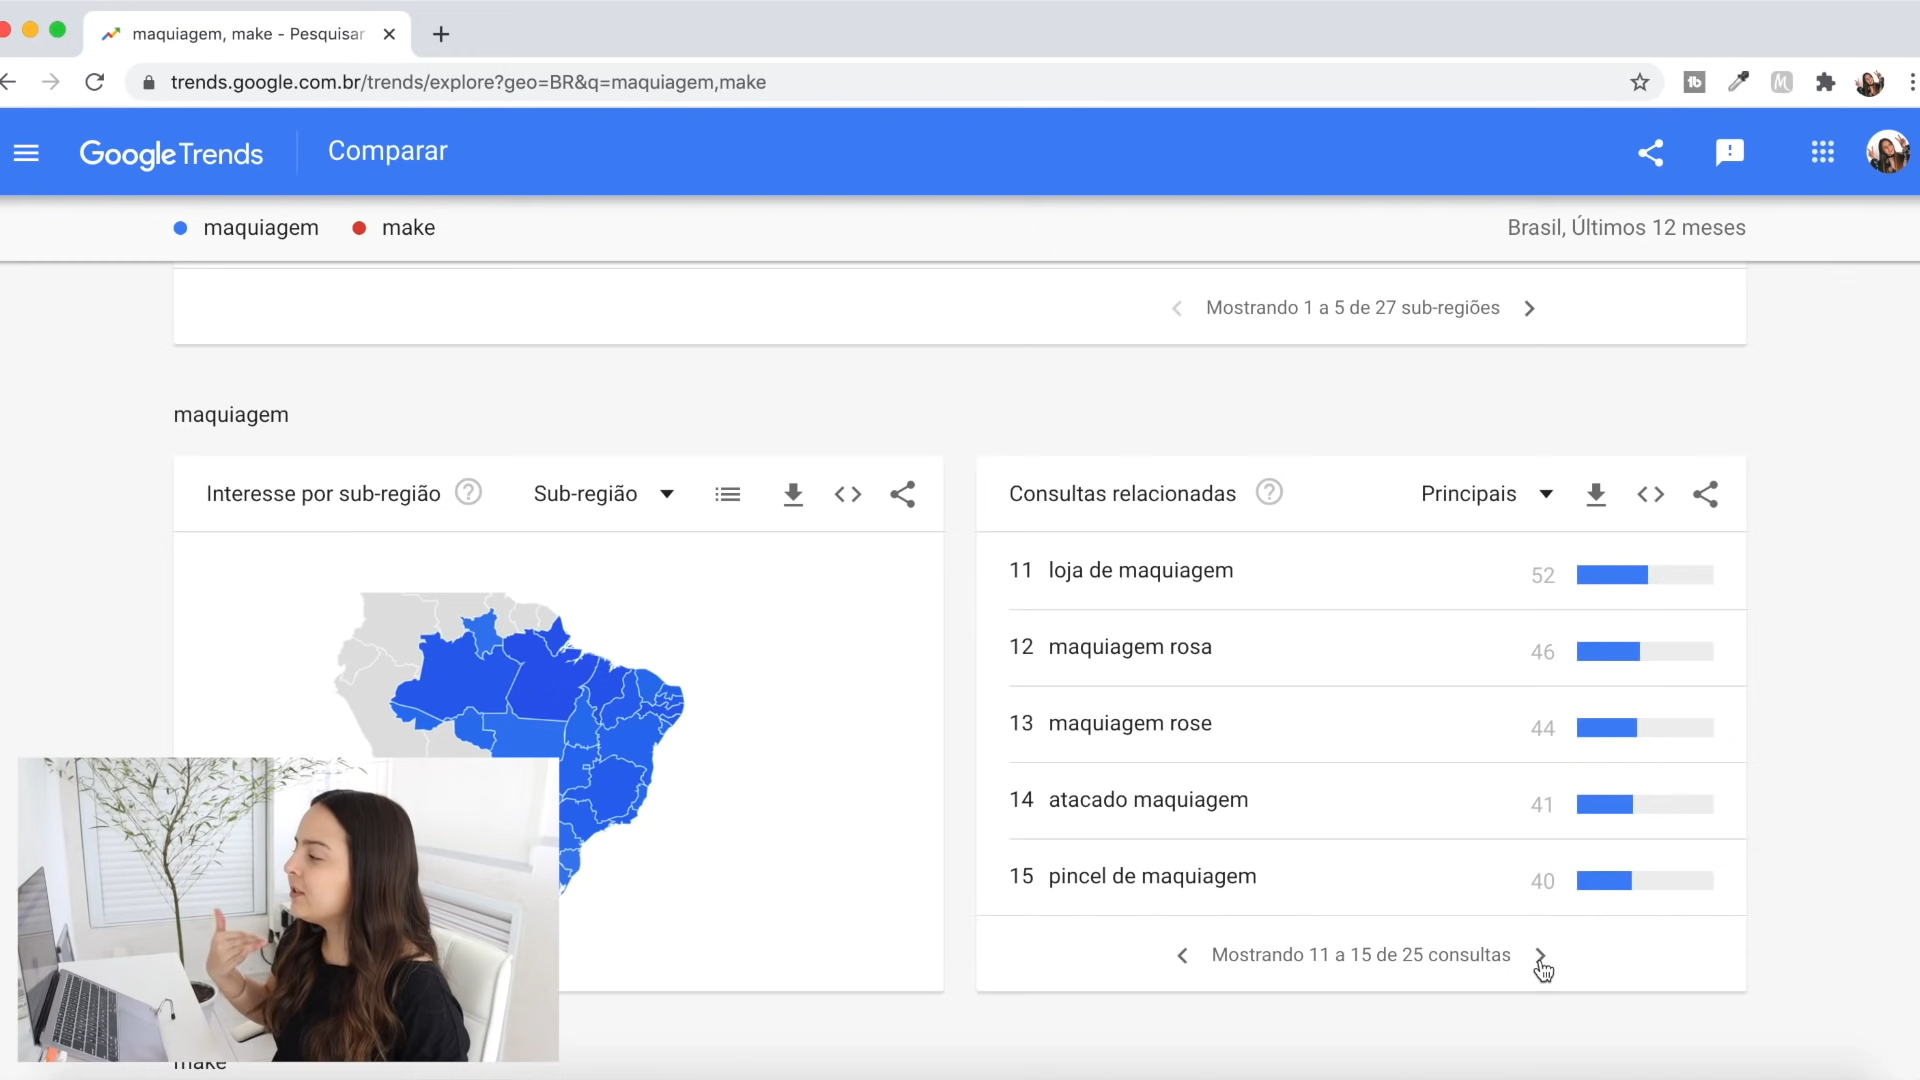 maquiagem, make - Pesquisar
trends.google.com.br/trends/explore?geo=BR&q=maquiagem,make
Google Trends
Comparar
maquiagem
make
Brasil, Últimos 12 meses
Mostrando 1 a 5 de 27 sub-regiões
maquiagem
Interesse por sub-região
Sub-região
Consultas relacionadas
Principais
11 loja de maquiagem 52
12 maquiagem rosa 46
13 maquiagem rose 44
14 atacado maquiagem 41
15 pincel de maquiagem 40
Mostrando 11 a 15 de 25 consultas
make